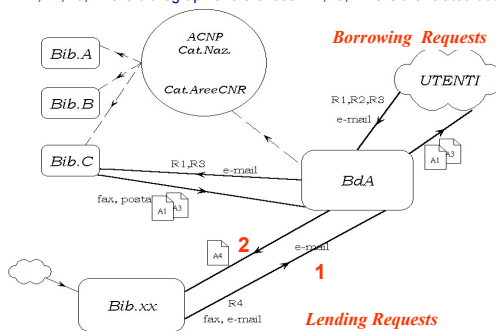 ACNP
Cat.Naz.
Cat.AreeCNR
Borrowing Requests
UTENTI
Bib.A
Bib.B
Bib.C
R1,R2,R3
e-mail
R1,R3
e-mail
A1
A3
BdA
fax, posta
A1
A3
A4
2
e-mail
1
Bib.xx
R4
fax, e-mail
Lending Requests